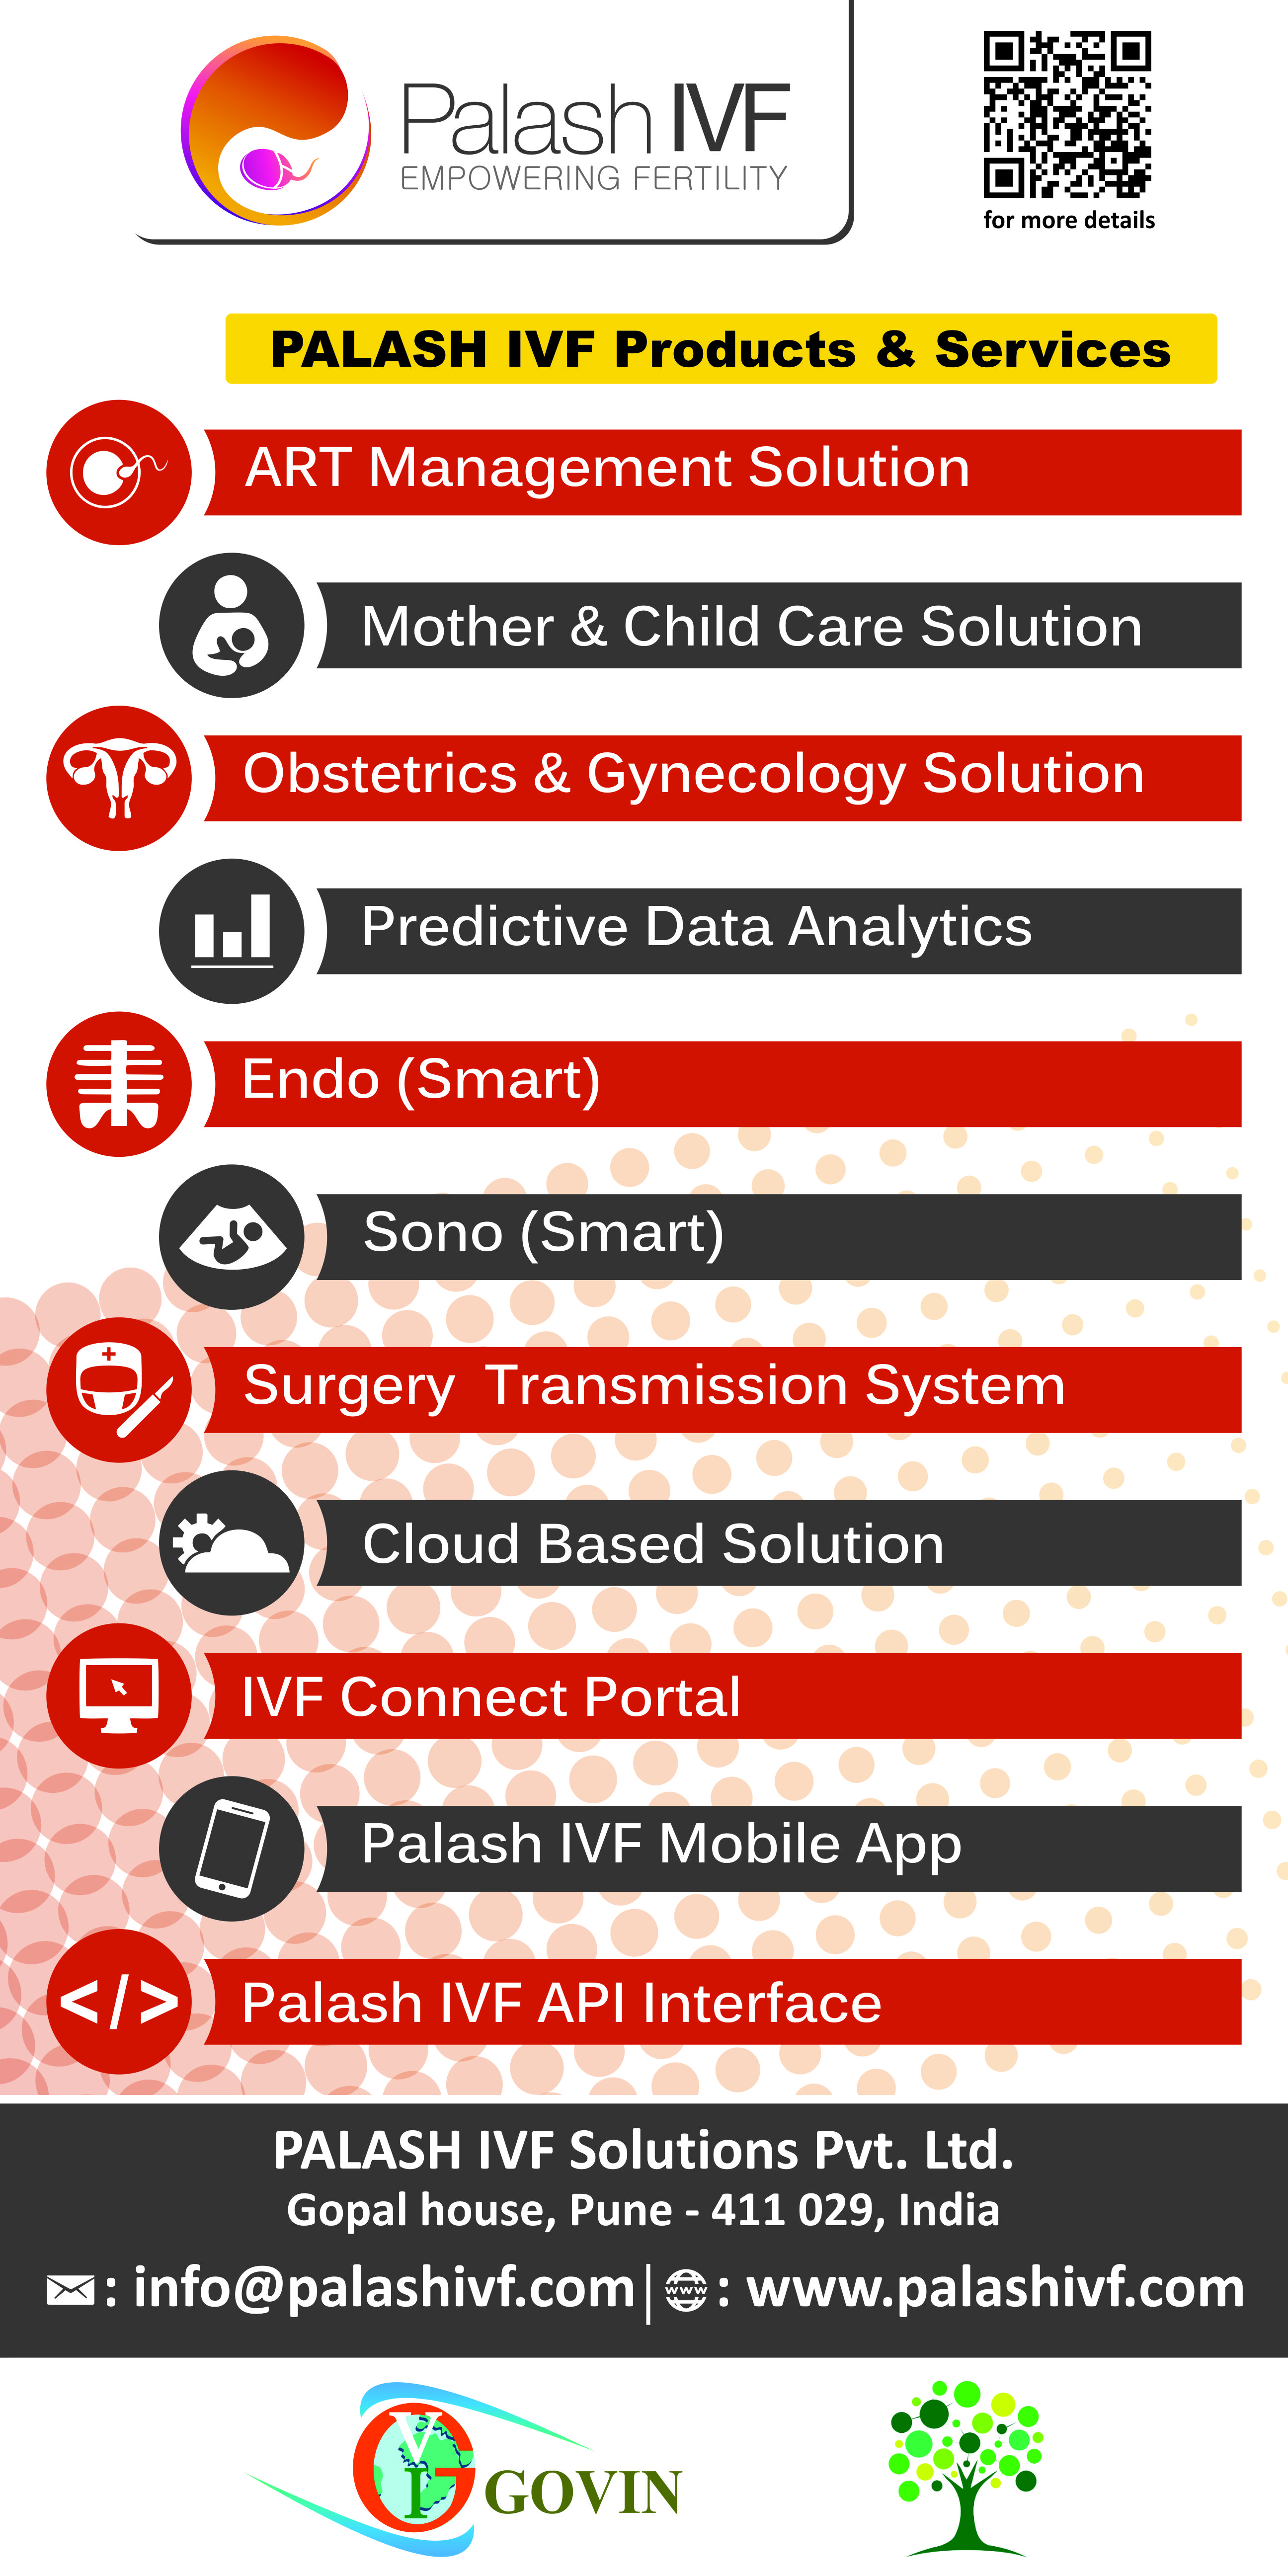 Palash IVF
EMPOWERING FERTILITY
for more details
PALASH IVF Products & Services
ART Management Solution
Mother & Child Care Solution
Obstetrics & Gynecology Solution
Predictive Data Analytics
Endo (Smart)
Sono (Smart)
Surgery Transmission System
Cloud Based Solution
IVF Connect Portal
Palash IVF Mobile App
</> Palash IVF API Interface
PALASH IVF Solutions Pvt. Ltd.
Gopal house, Pune - 411 029, India
: info@palashivf.com | www : www.palashivf.com
GVI GOVIN